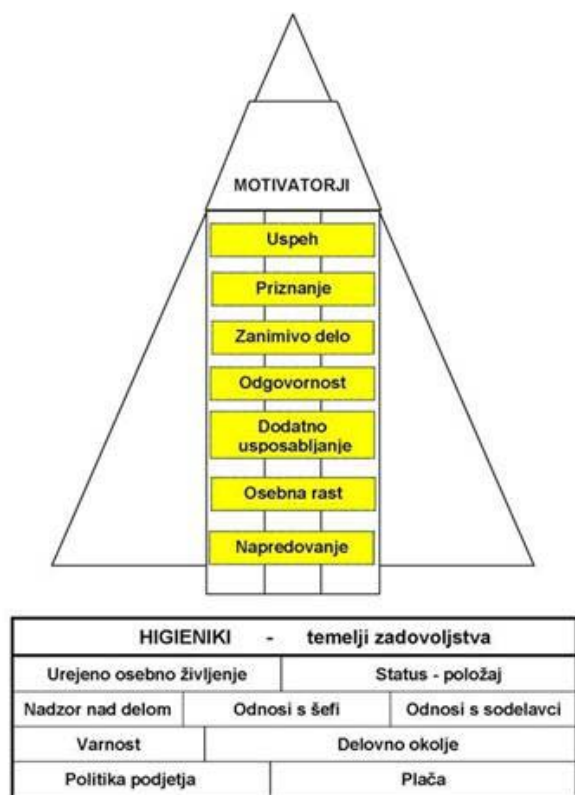 MOTIVATORJI
Uspeh
Priznanje
Zanimivo delo
Odgovornost
Dodatno
usposabljanje
Osebna rast
Napredovanje
HIGIENIKI - temelji zadovoljstva
Urejeno osebno življenje Status - položaj
Nadzor nad delom Odnosi s šefi Odnosi s sodelavci
Varnost Delovno okolje
Politika podjetja Plača